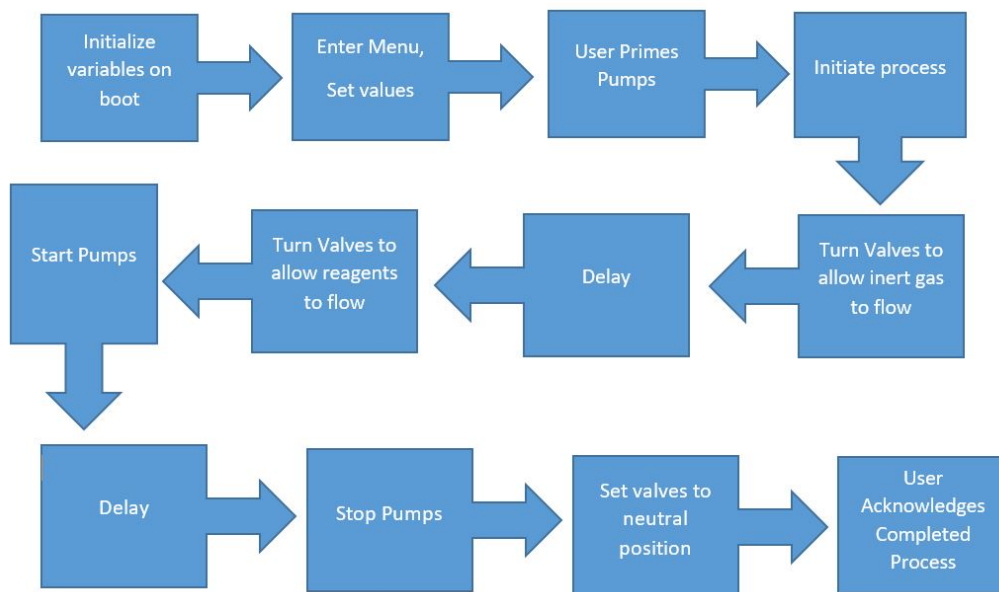 Initialize
variables on
boot
Enter Menu,
Set values
User Primes
Pumps
Initiate process
Turn Valves to
allow inert gas
to flow
Delay
Turn Valves to
allow reagents
to flow
Start Pumps
Delay
Stop Pumps
Set valves to
neutral
position
User
Acknowledges
Completed
Process